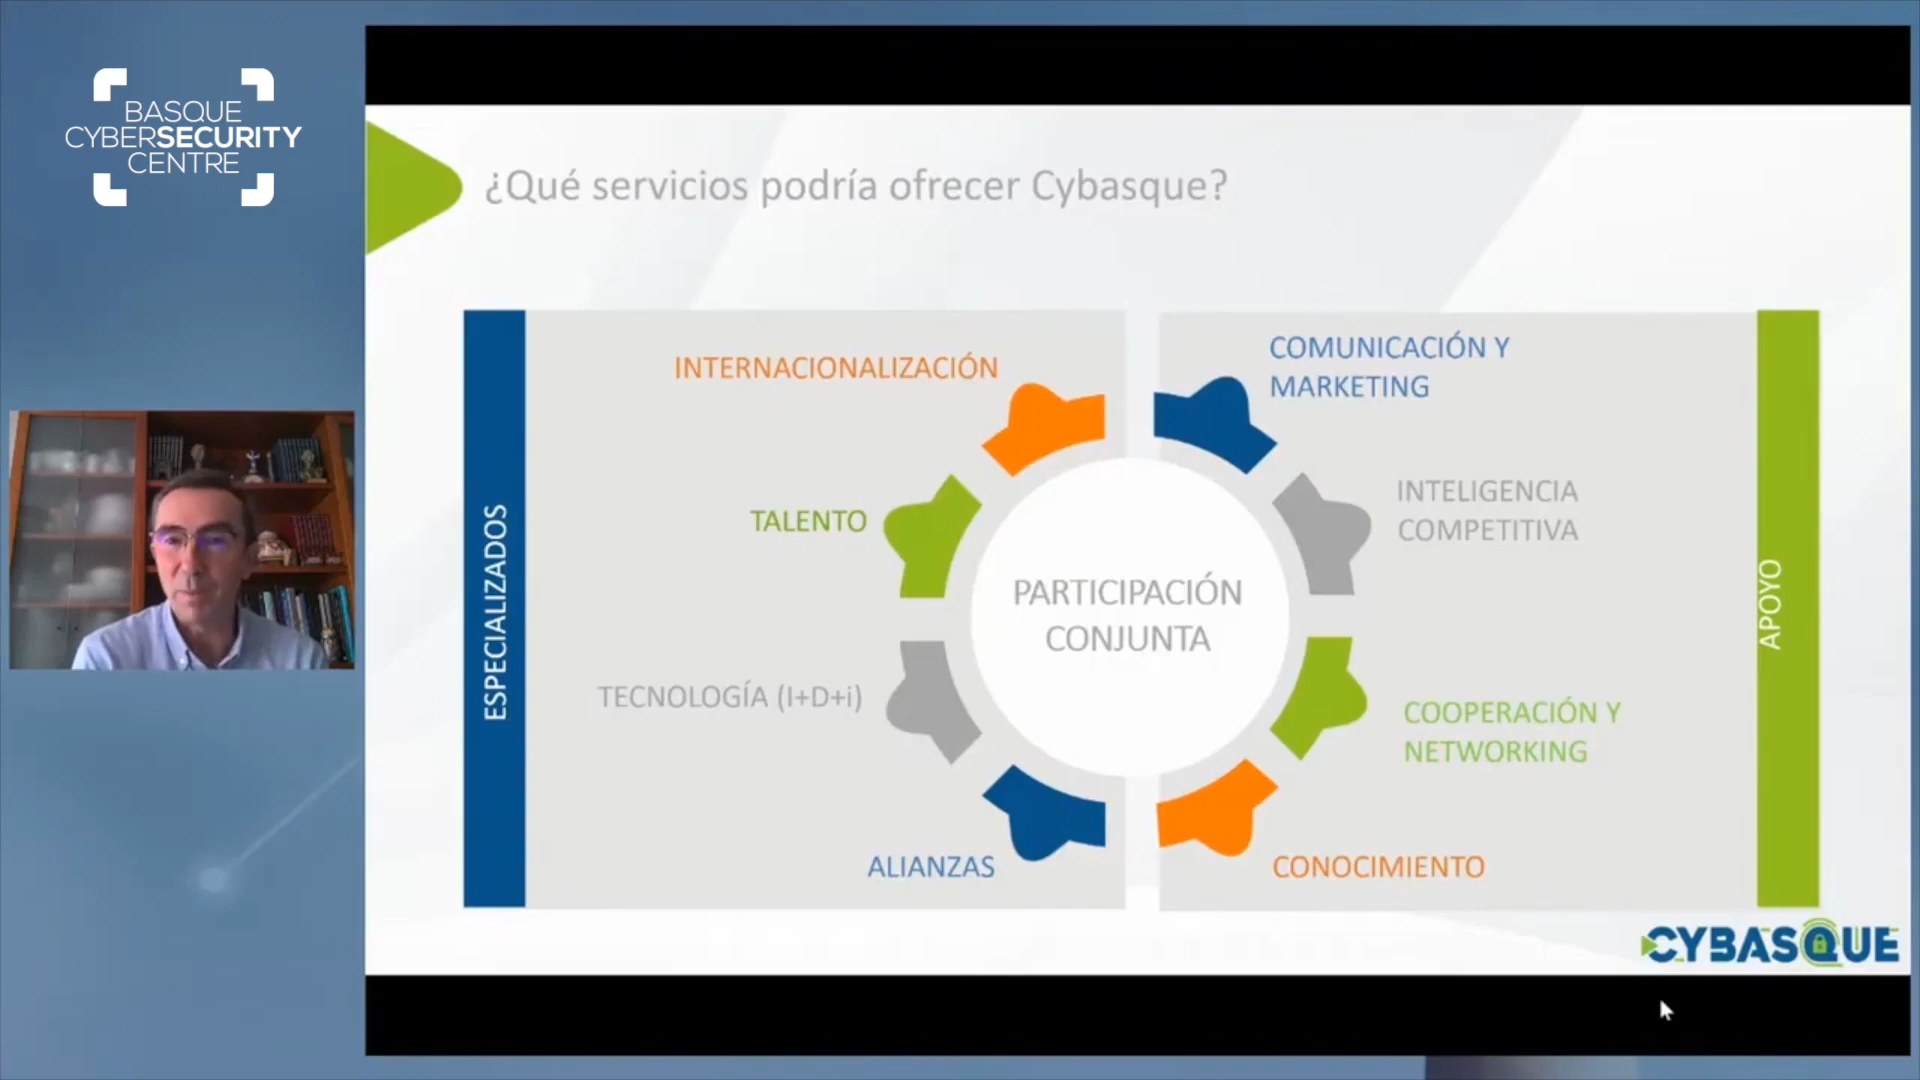 BASQUE
CYBERSECURITY
CENTRE
¿Qué servicios podría ofrecer Cybasque?
ESPECIALIZADOS
INTERNACIONALIZACIÓN
TALENTO
TECNOLOGÍA (I+D+i)
ALIANZAS
PARTICIPACIÓN
CONJUNTA
COMUNICACIÓN Y
MARKETING
INTELIGENCIA
COMPETITIVA
COOPERACIÓN Y
NETWORKING
CONOCIMIENTO
APOYO
CYBASQUE